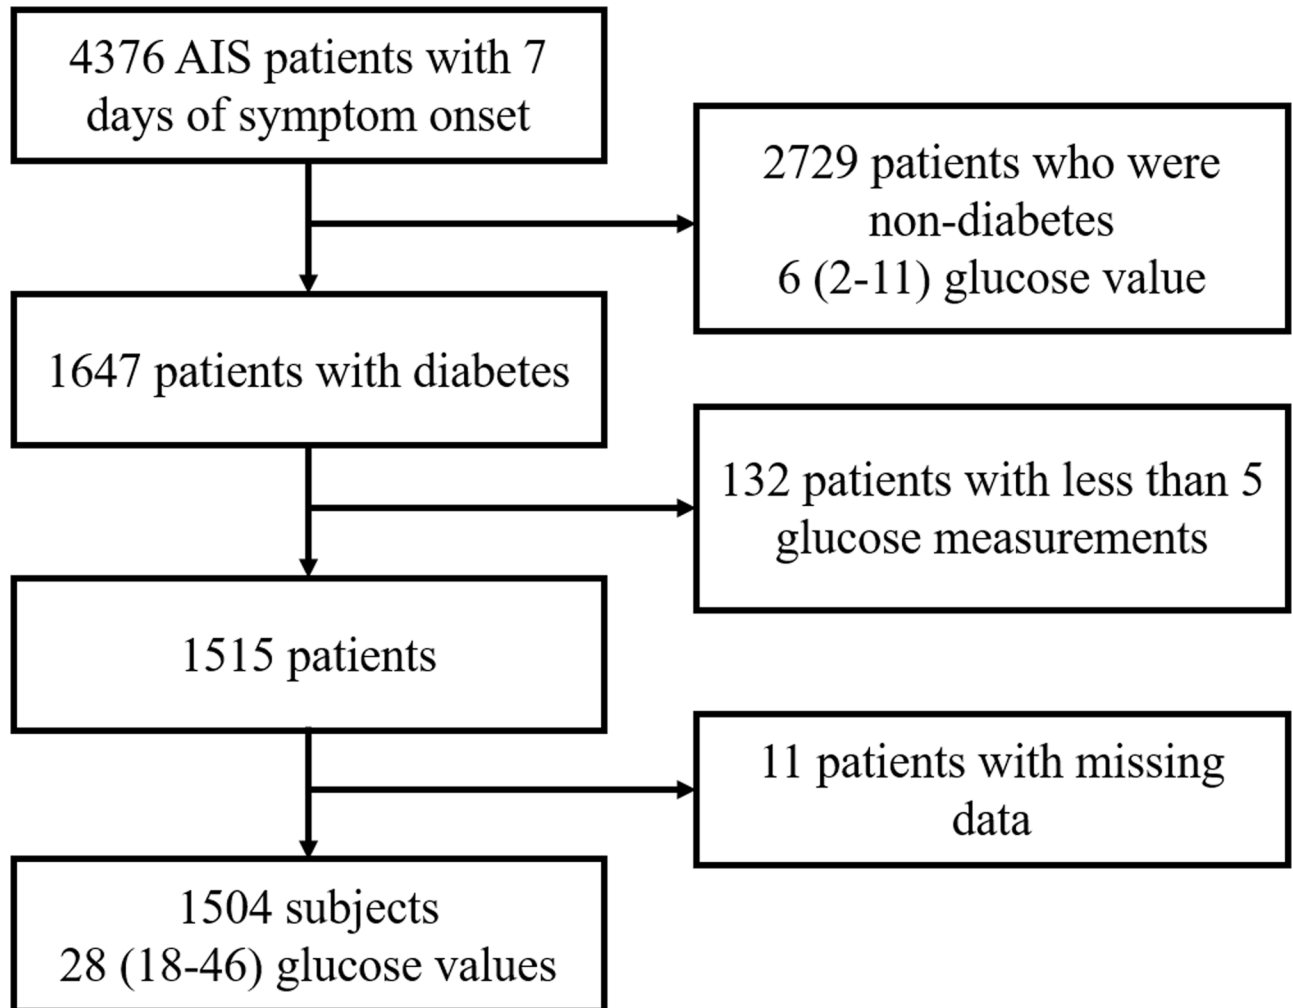 4376 AIS patients with 7
days of symptom onset
2729 patients who were
non-diabetes
6 (2-11) glucose value
1647 patients with diabetes
132 patients with less than 5
glucose measurements
1515 patients
11 patients with missing
data
1504 subjects
28 (18-46) glucose values